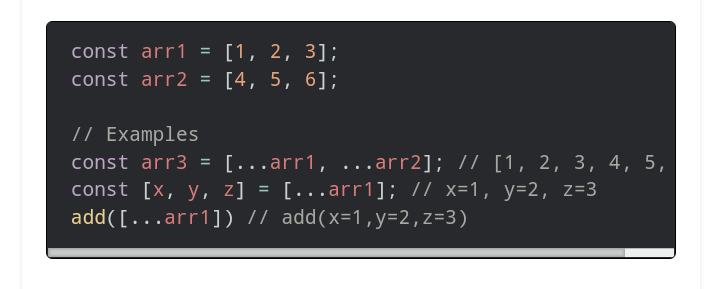 const arr1 = [1, 2, 3];
const arr2 = [4, 5, 6];
// Examples
const arr3 = [...arr1, ...arr2]; // [1, 2, 3, 4, 5,
const [x, y, z] = [...arr1]; // x=1, y=2, z=3
add([...arr1]) // add(x=1,y=2,z=3)